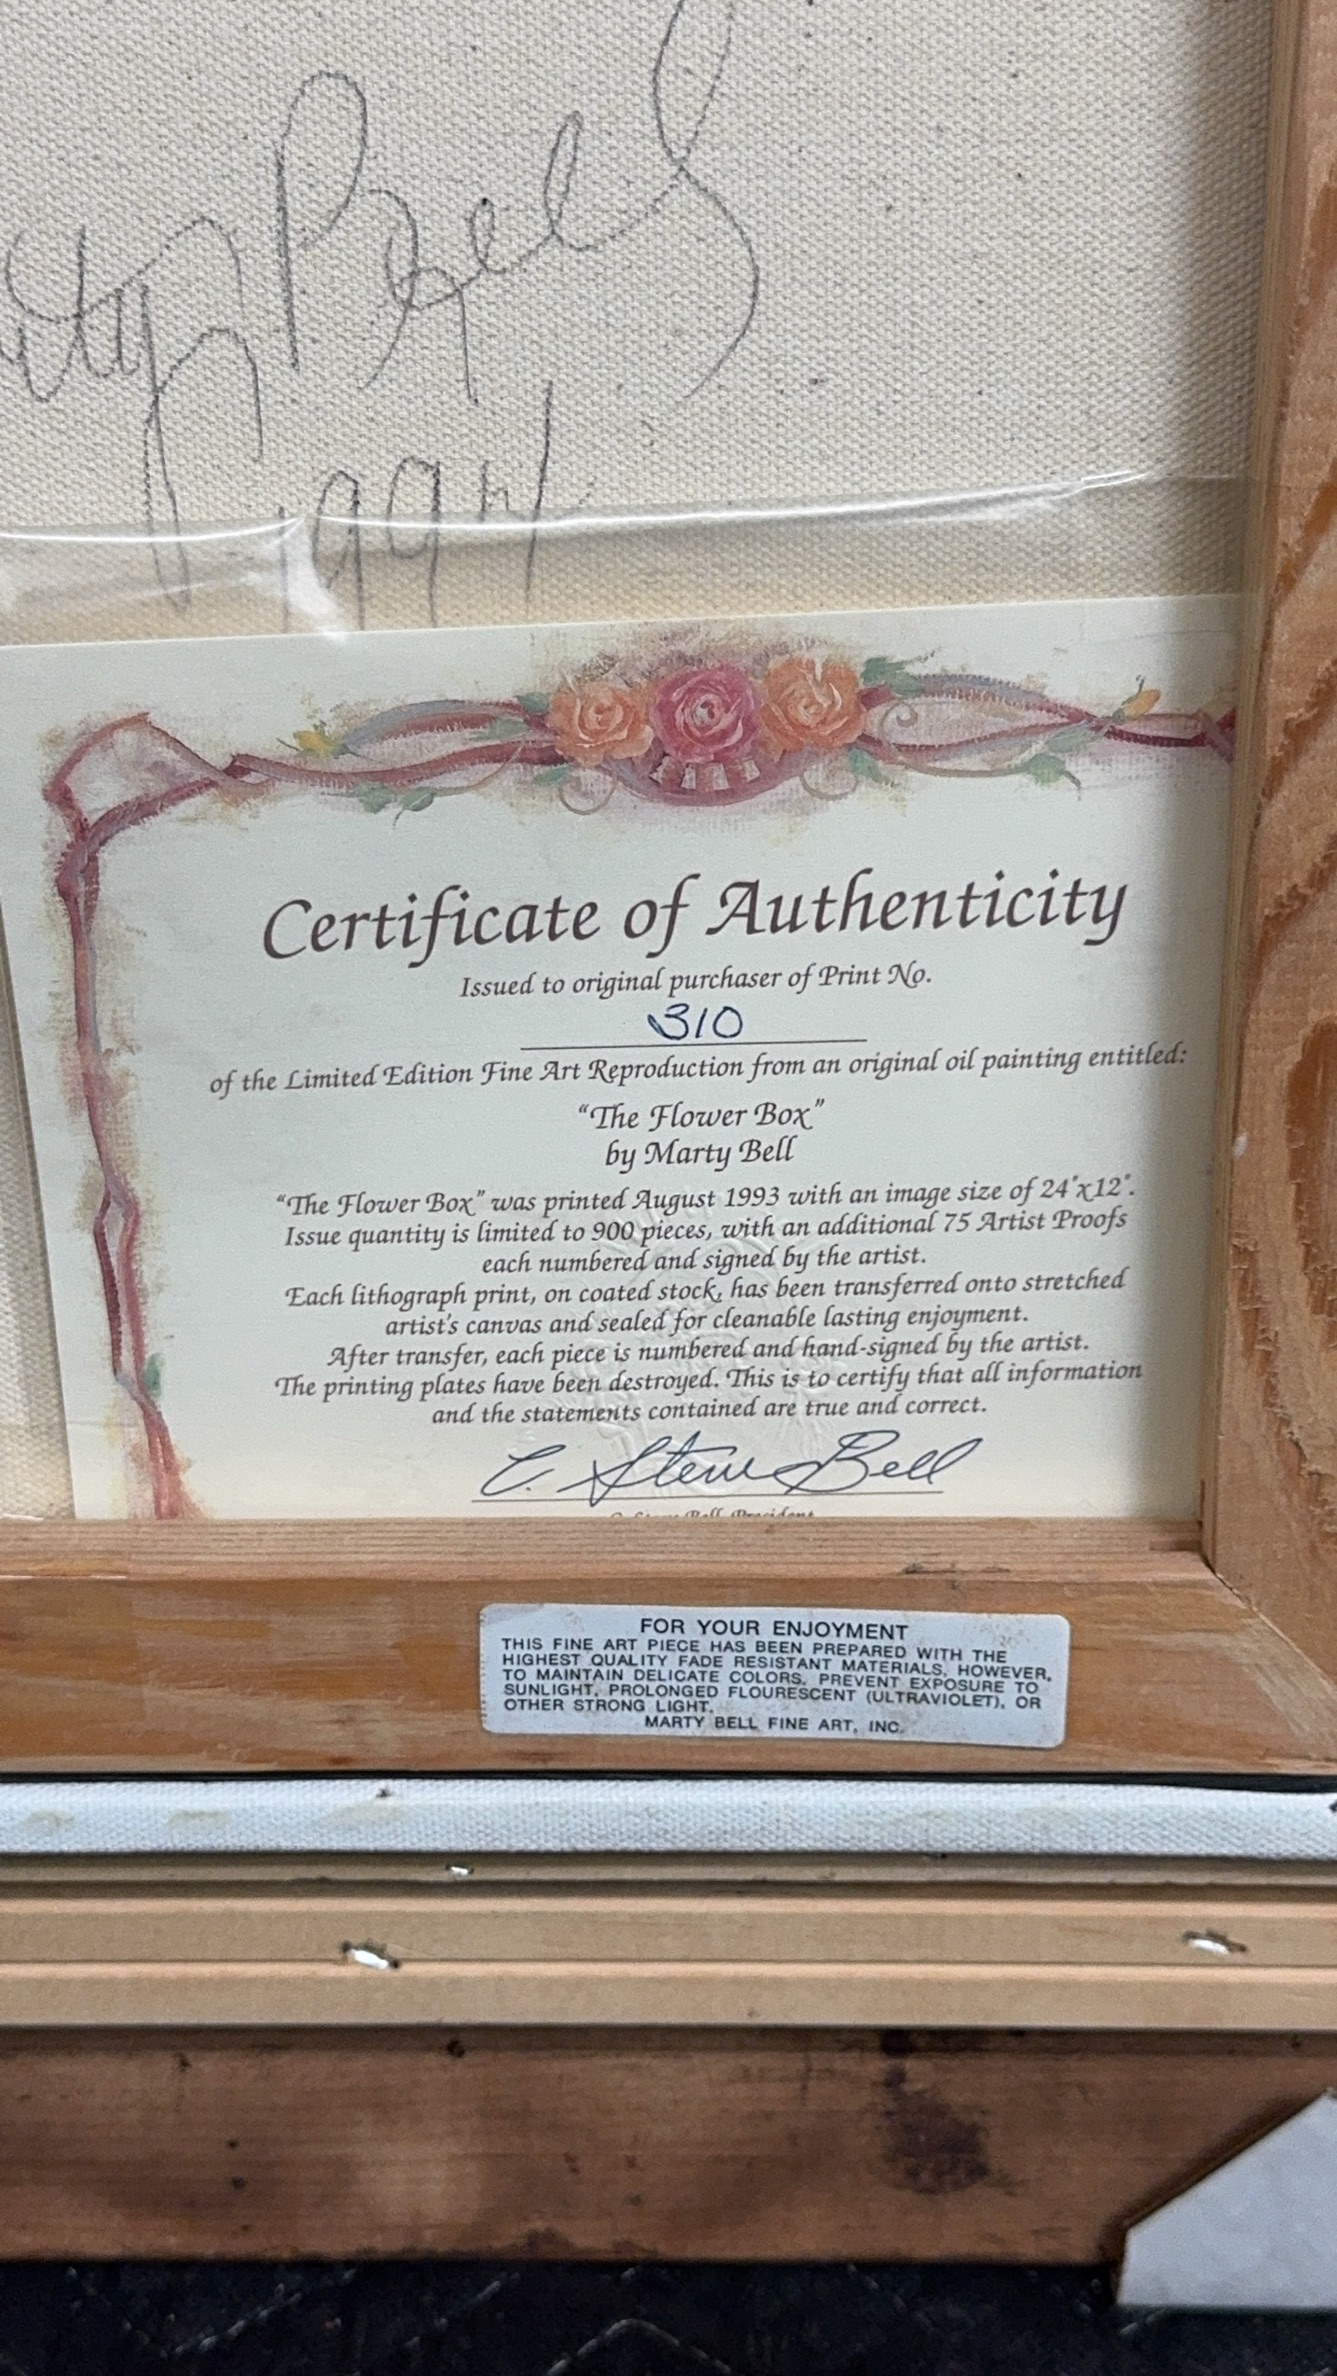 ty Bell
1994
Certificate of Authenticity
Issued to original purchaser of Print No.
310
of the Limited Edition Fine Art Reproduction from an original oil painting entitled:
“The Flower Box”
by Marty Bell
“The Flower Box” was printed August 1993 with an image size of 24"x12".
Issue quantity is limited to 900 pieces, with an additional 75 Artist Proofs
each numbered and signed by the artist.
Each lithograph print, on coated stock, has been transferred onto stretched
artist's canvas and sealed for cleanable lasting enjoyment.
After transfer, each piece is numbered and hand-signed by the artist.
The printing plates have been destroyed. This is to certify that all information
and the statements contained are true and correct.
C. Steve Bell
C. Steve Bell, President
FOR YOUR ENJOYMENT
THIS FINE ART PIECE HAS BEEN PREPARED WITH THE
HIGHEST QUALITY FADE RESISTANT MATERIALS, HOWEVER,
TO MAINTAIN DELICATE COLORS, PREVENT EXPOSURE TO
SUNLIGHT, PROLONGED FLOURESCENT (ULTRAVIOLET), OR
OTHER STRONG LIGHT.
MARTY BELL FINE ART, INC.